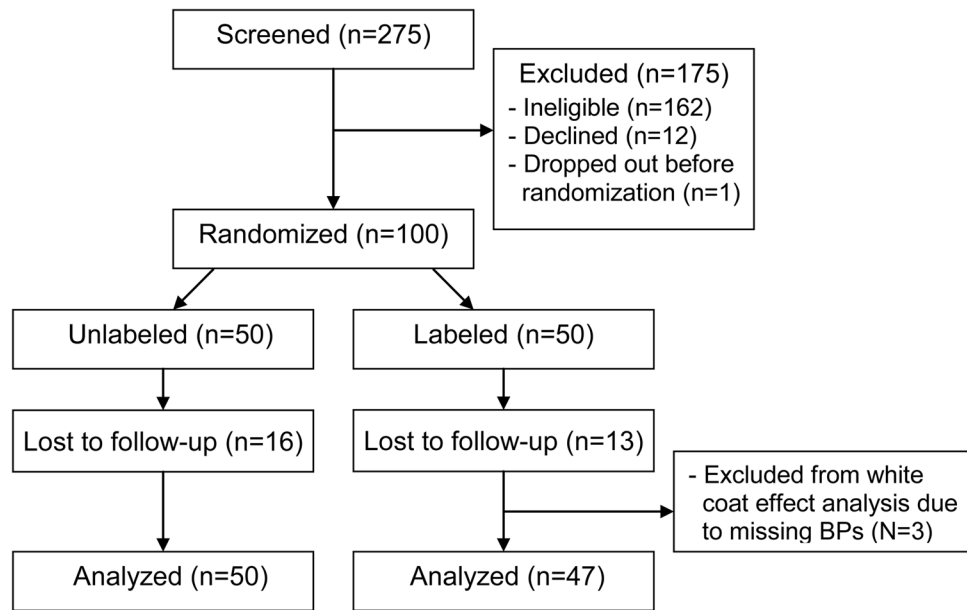 Screened (n=275)
Excluded (n=175)
- Ineligible (n=162)
- Declined (n=12)
- Dropped out before
randomization (n=1)
Randomized (n=100)
Unlabeled (n=50)
Labeled (n=50)
Lost to follow-up (n=16)
Lost to follow-up (n=13)
- Excluded from white
coat effect analysis due
to missing BPs (N=3)
Analyzed (n=50)
Analyzed (n=47)